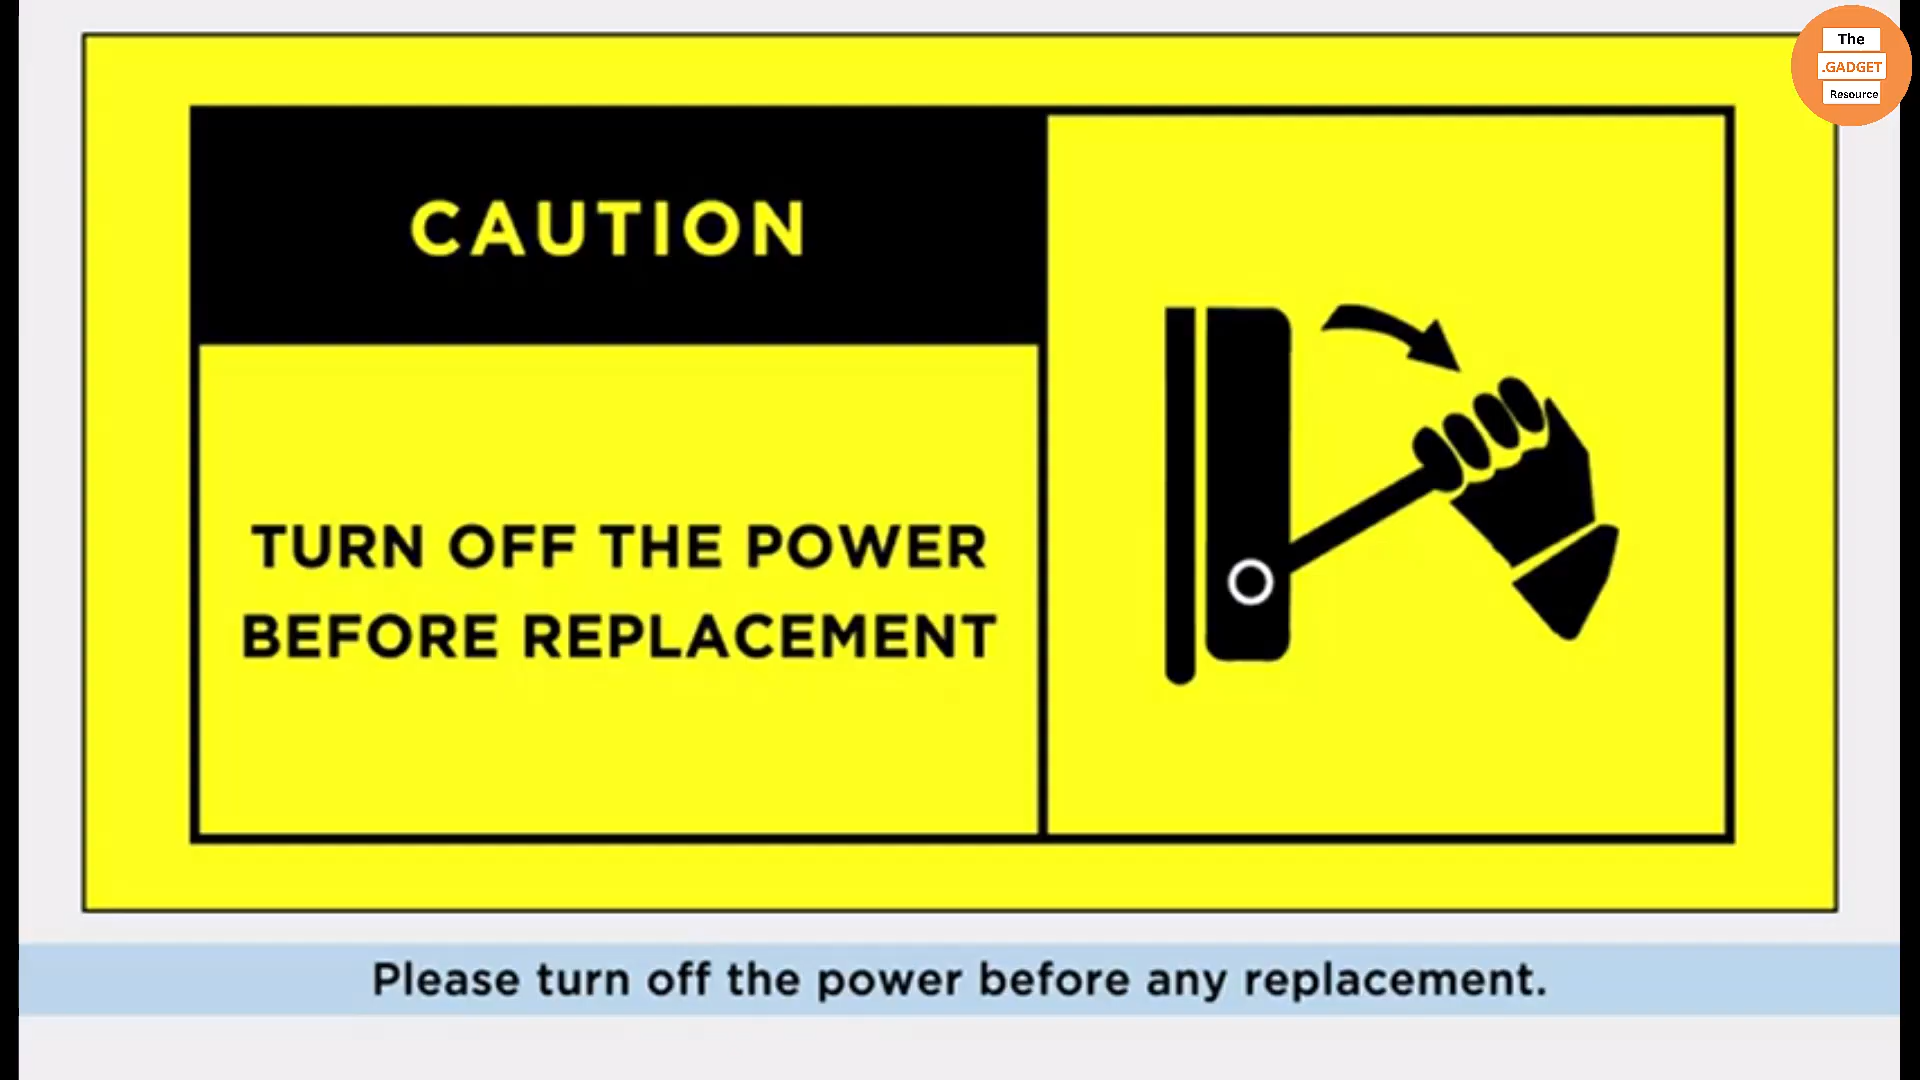 The
.GADGET
Resource
CAUTION
TURN OFF THE POWER
BEFORE REPLACEMENT
Please turn off the power before any replacement.